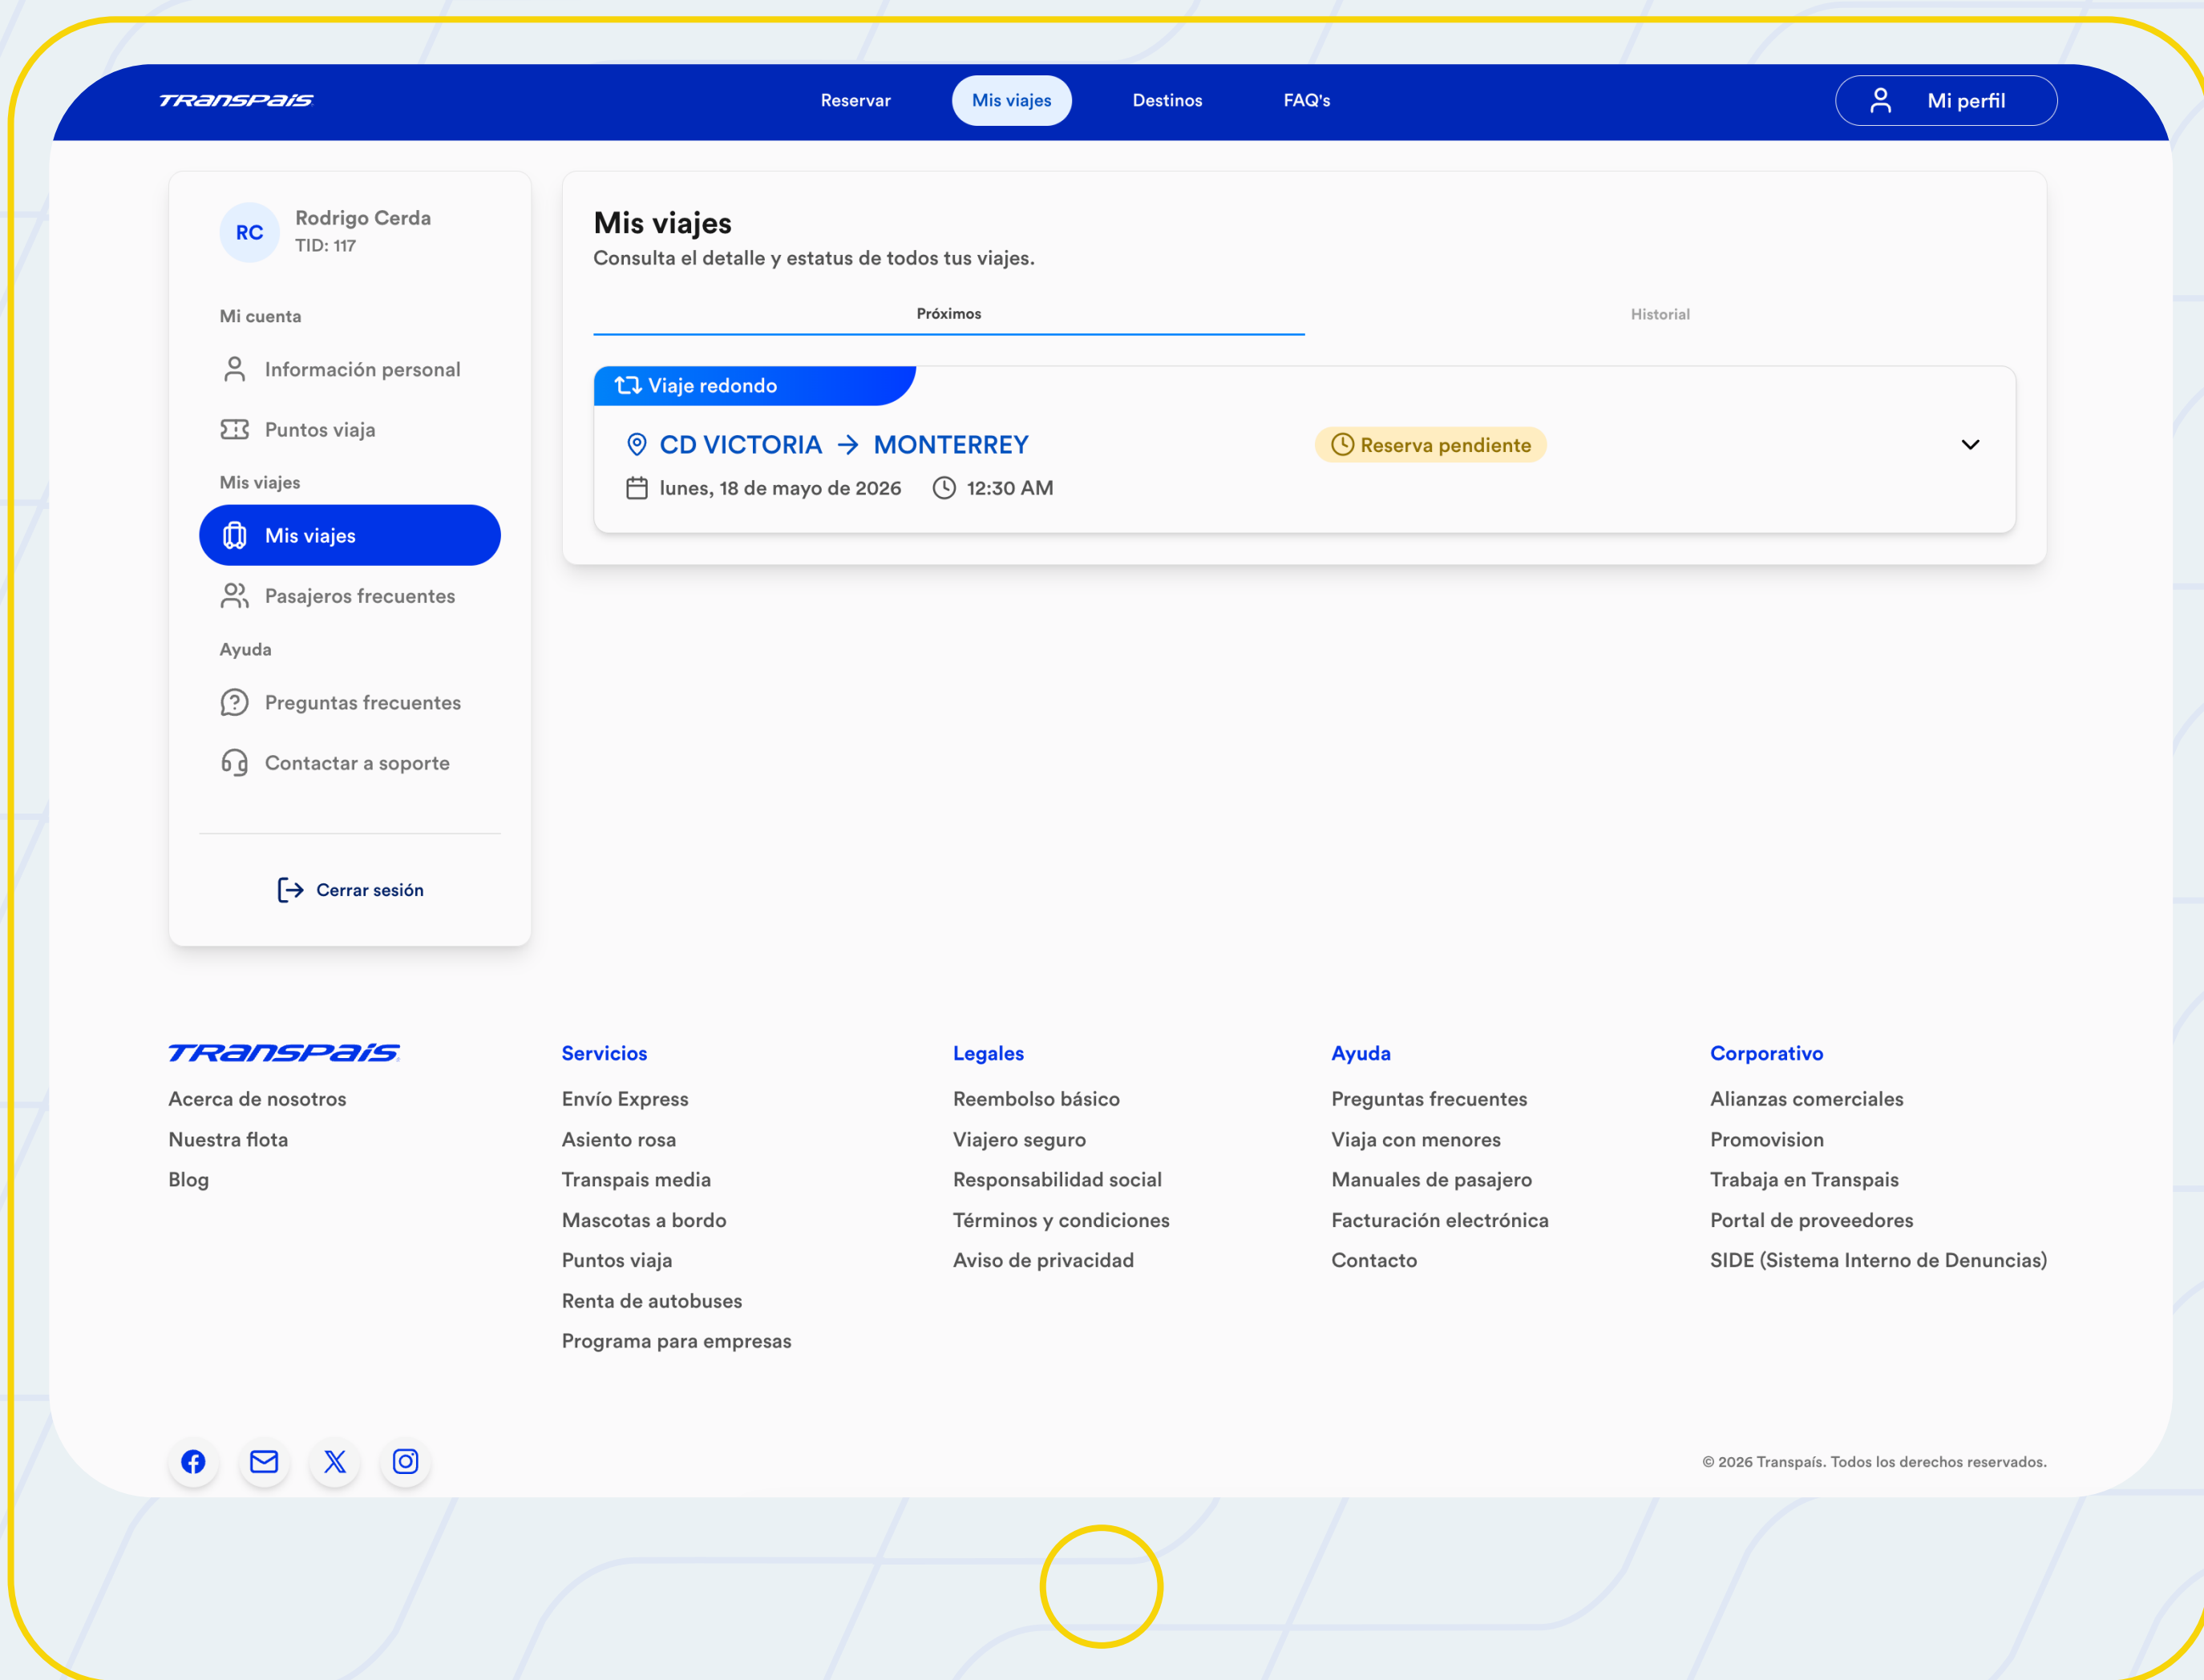 TRANSPAÍS
Reservar
Mis viajes
Destinos
FAQ's
Mi perfil
RC
Rodrigo Cerda
TID: 117
Mi cuenta
Información personal
Puntos viaja
Mis viajes
Mis viajes
Pasajeros frecuentes
Ayuda
Preguntas frecuentes
Contactar a soporte
Cerrar sesión
Mis viajes
Consulta el detalle y estatus de todos tus viajes.
Próximos
Historial
Viaje redondo
CD VICTORIA → MONTERREY
Reserva pendiente
lunes, 18 de mayo de 2026
12:30 AM
TRANSPAÍS
Acerca de nosotros
Nuestra flota
Blog
Servicios
Envío Express
Asiento rosa
Transpais media
Mascotas a bordo
Puntos viaja
Renta de autobuses
Programa para empresas
Legales
Reembolso básico
Viajero seguro
Responsabilidad social
Términos y condiciones
Aviso de privacidad
Ayuda
Preguntas frecuentes
Viaja con menores
Manuales de pasajero
Facturación electrónica
Contacto
Corporativo
Alianzas comerciales
Promovision
Trabaja en Transpais
Portal de proveedores
SIDE (Sistema Interno de Denuncias)
© 2026 Transpaís. Todos los derechos reservados.